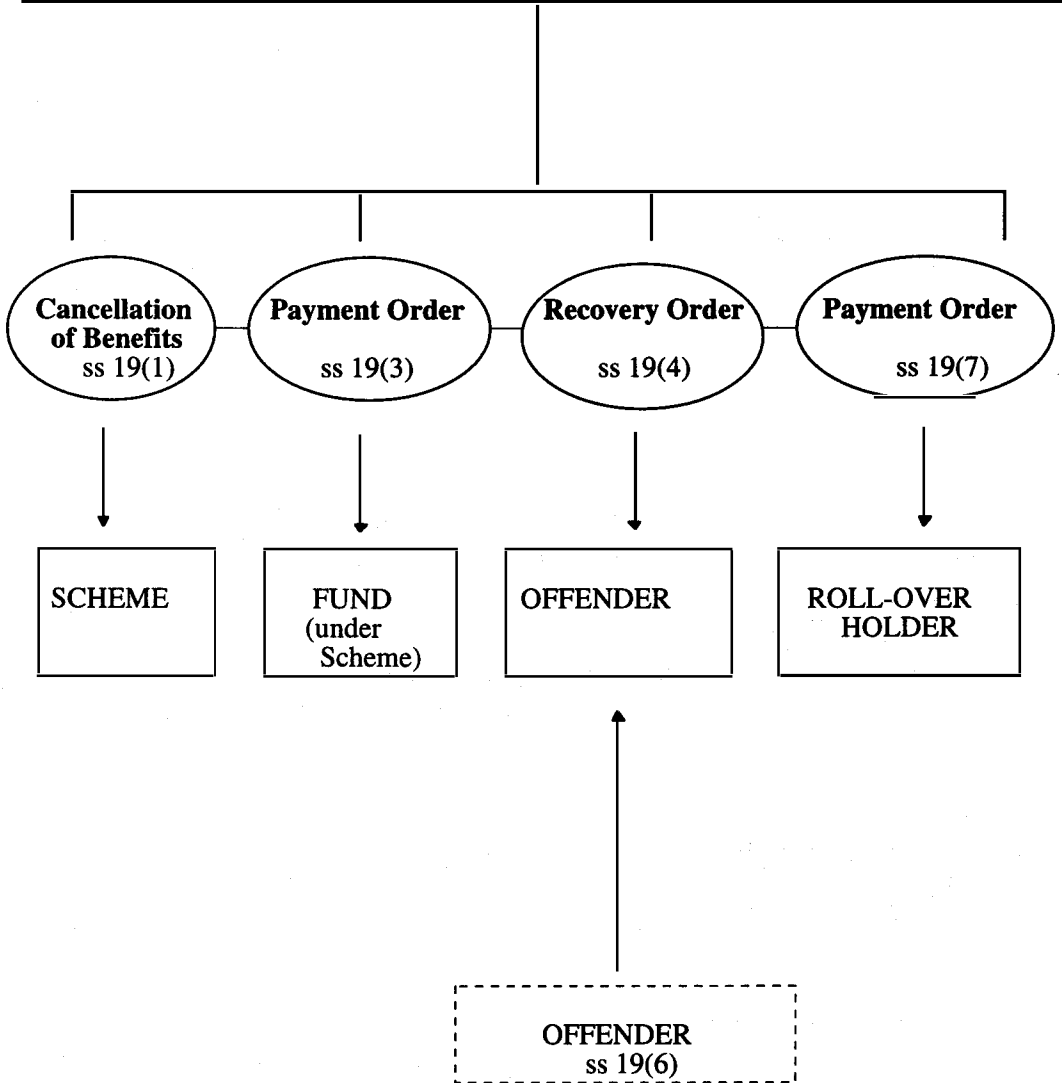 Cancellation
of Benefits
ss 19(1)
Payment Order
ss 19(3)
Recovery Order
ss 19(4)
Payment Order
ss 19(7)
SCHEME
FUND
(under
Scheme)
OFFENDER
ROLL-OVER
HOLDER
OFFENDER
ss 19(6)